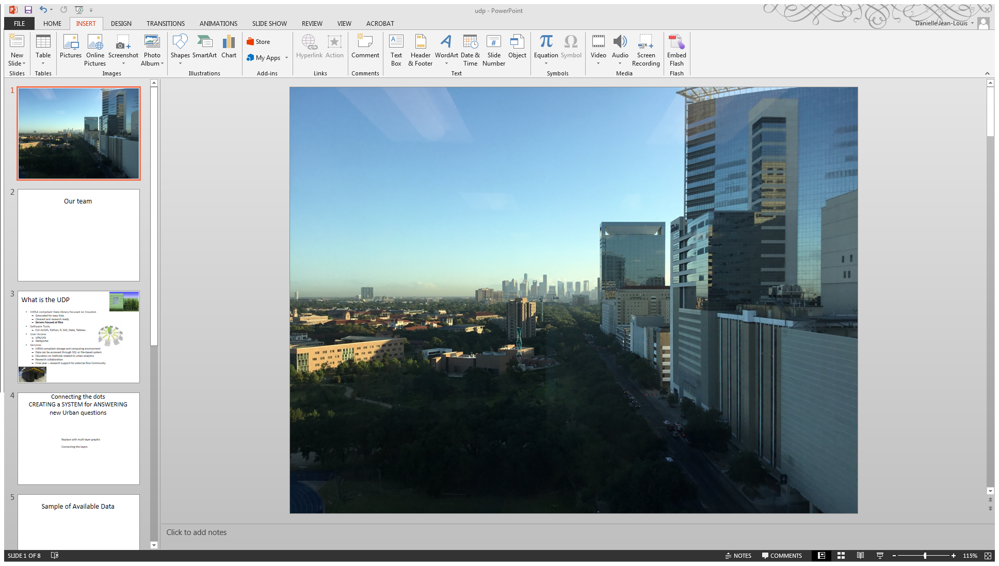 udp - PowerPoint
FILE HOME INSERT DESIGN TRANSITIONS ANIMATIONS SLIDE SHOW REVIEW VIEW ACROBAT
Danielle Jean-Louis
New Slide
Table
Pictures
Online Pictures
Screenshot
Photo Album
Shapes
SmartArt
Chart
Store
My Apps
Hyperlink
Action
Comment
Text Box
Header & Footer
WordArt
Date & Time
Slide Number
Object
Equation
Symbol
Video
Audio
Screen Recording
Embed Flash
Slides Tables Images Illustrations Add-ins Links Comments Text Symbols Media Flash
1
2
Our team
3
What is the UDP
• HIPAA compliant Data library focused on Houston
– Geocoded for easy links
– Cleaned and research ready
– Servers housed at Rice
• Software Tools
– Esri ArcGIS, Python, R, SAS, Stata, Tableau
• User Access
– VPN/VDI
– Webportal
• Services
– HIPAA-compliant storage and computing environment
– Data can be accessed through SQL or file-based system
– Education on methods related to urban analytics
– Research collaboration
– Final year – research support for external Rice Community
4
Connecting the dots
CREATING a SYSTEM for ANSWERING
new Urban questions
Replace with multi-layer graphic
Connecting the layers
5
Sample of Available Data
Click to add notes
SLIDE 1 OF 8
NOTES COMMENTS 115%